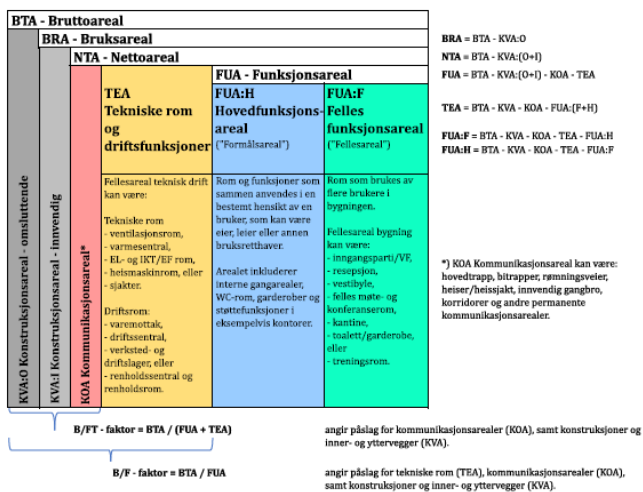 BTA - Bruttoareal
BRA - Bruksareal
NTA - Nettoareal
FUA - Funksjonsareal
KVA:O Konstruksjonsareal - omsluttende
KVA:I Konstruksjonsareal - innvendig
KOA Kommunikasjonsareal*
TEA
Tekniske rom
og
driftsfunksjoner
FUA:H
Hovedfunksjons-
areal
("Formålsareal")
FUA:F
Felles
funksjonsareal
("Fellesareal")
Fellesareal teknisk drift
kan være:
Tekniske rom
- ventilasjonsrom,
- varmesentral,
- EL- og IKT/EF rom,
- heismaskinrom, eller
- sjakter.
Driftsrom:
- varemottak,
- driftssentral,
- verksted- og
driftslager, eller
- renholdssentral og
renholdsrom.
Rom og funksjoner som
sammen anvendes i en
bestemt hensikt av en
bruker, som kan være
eier, leier eller annen
bruksretthaver.
Arealet inkluderer
interne gangarealer,
WC-rom, garderober og
støttefunksjoner i
eksempelvis kontorer.
Rom som brukes av
flere brukere i
bygningen.
Fellesareal bygning
kan være:
- inngangsparti/VF,
- resepsjon,
- vestibyle,
- felles møte- og
konferanserom,
- kantine,
- toalett/garderobe,
eller
- treningsrom.
BRA = BTA - KVA:O
NTA = BTA - KVA:(O+I)
FUA = BTA - KVA:(O+I) - KOA - TEA
TEA = BTA - KVA - KOA - FUA:(F+H)
FUA:F = BTA - KVA - KOA - TEA - FUA:H
FUA:H = BTA - KVA - KOA - TEA - FUA:F
*) KOA Kommunikasjonsareal kan være:
hovedtrapp, bitrapper, rømningsveier,
heiser/heissjakt, innvendig gangbro,
korridorer og andre permanente
kommunikasjonsarealer.
B/FT - faktor = BTA / (FUA + TEA)
angir påslag for kommunikasjonsarealer (KOA), samt konstruksjoner og
inner- og yttervegger (KVA).
B/F - faktor = BTA / FUA
angir påslag for tekniske rom (TEA), kommunikasjonsarealer (KOA),
samt konstruksjoner og inner- og yttervegger (KVA).